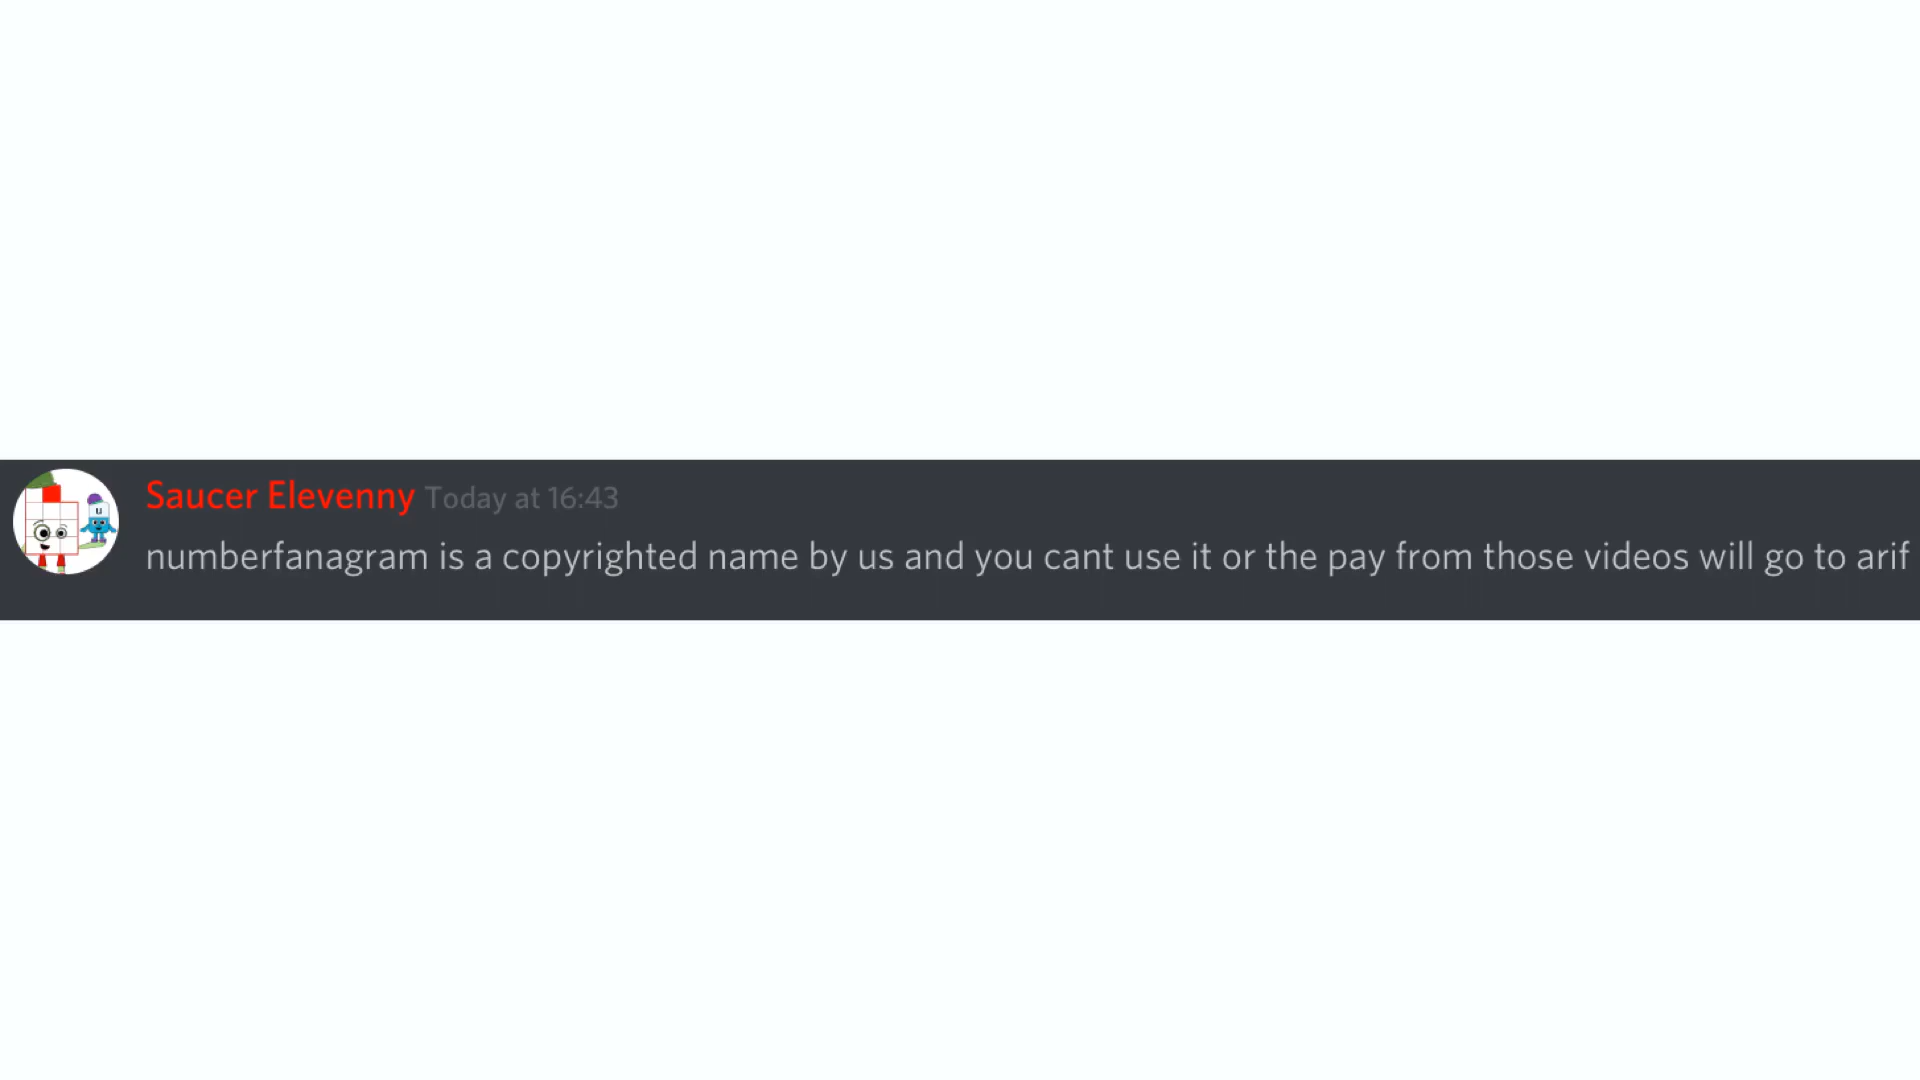 Saucer Elevenny Today at 16:43
numberfanagram is a copyrighted name by us and you cant use it or the pay from those videos will go to arif
u